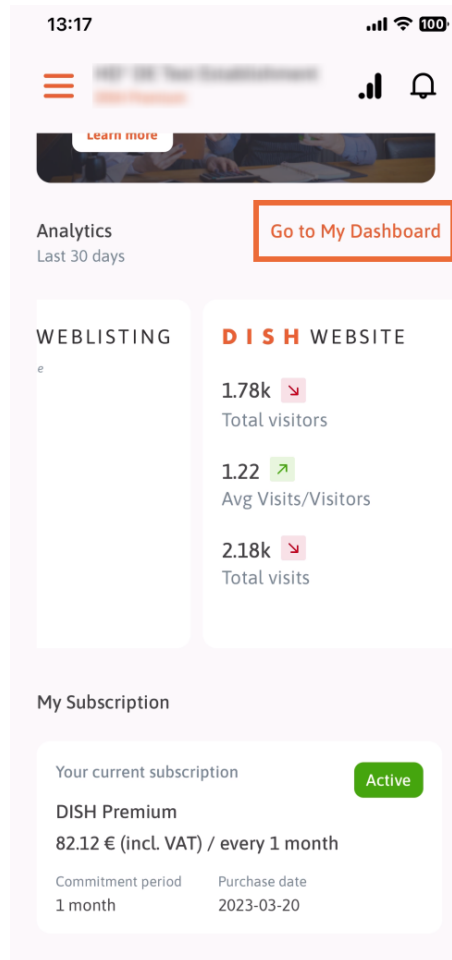 13:17
100
Learn more
Analytics
Go to My Dashboard
Last 30 days
WEBLISTING
e
DISH WEBSITE
1.78k
Total visitors
1.22
Avg Visits/Visitors
2.18k
Total visits
My Subscription
Your current subscription
Active
DISH Premium
82.12 € (incl. VAT) / every 1 month
Commitment period
Purchase date
1 month
2023-03-20